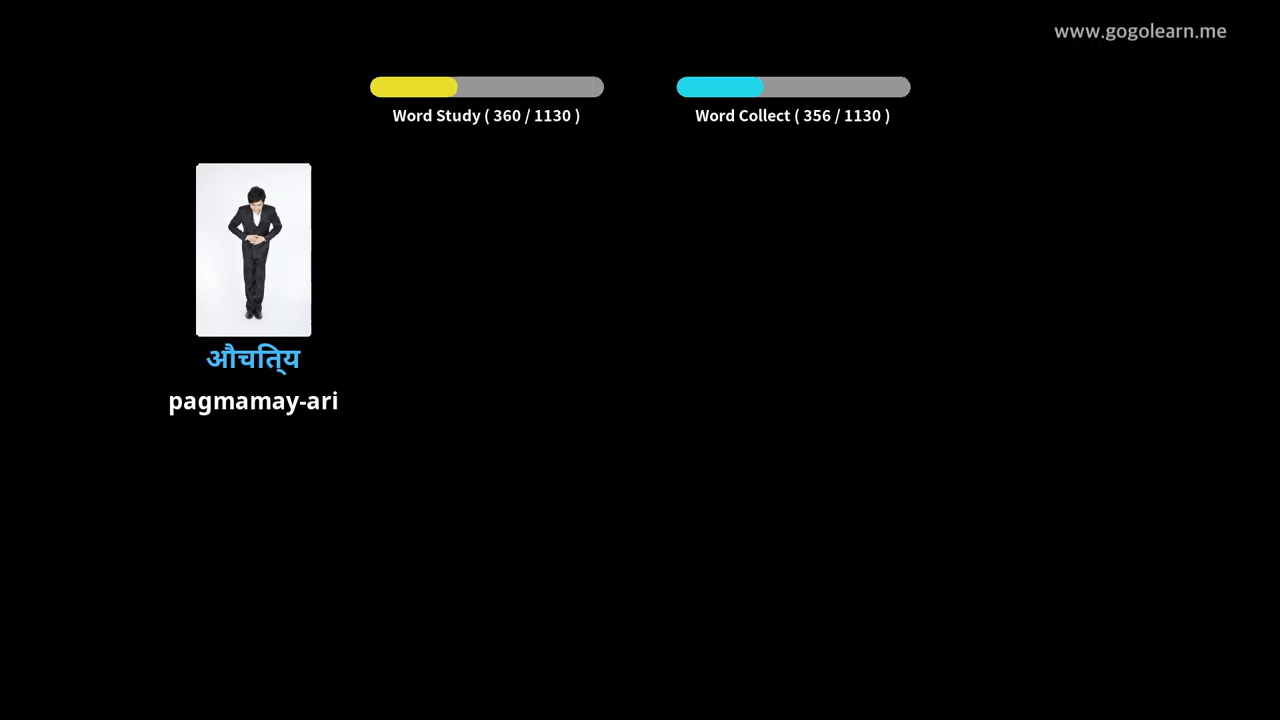 www.gogolearn.me
Word Study ( 360 / 1130 )
Word Collect ( 356 / 1130 )
औचित्य
pagmamay-ari